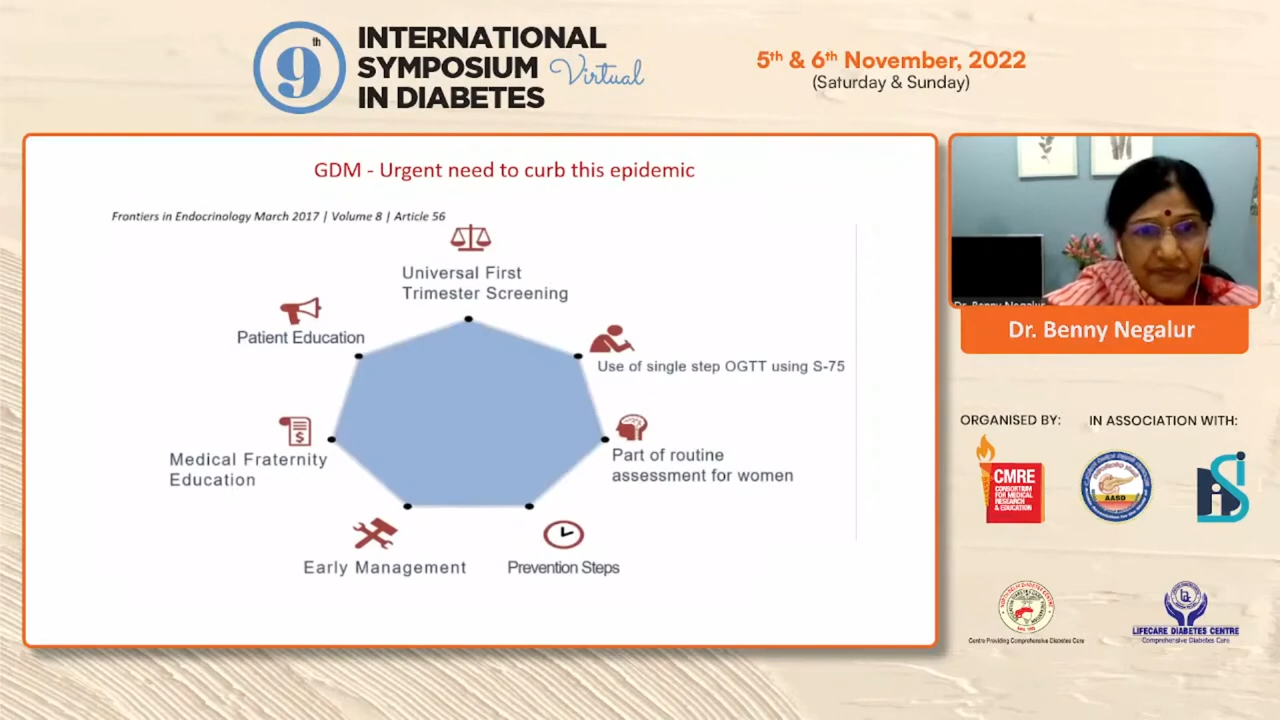 9th
INTERNATIONAL
SYMPOSIUM Virtual
IN DIABETES
5th & 6th November, 2022
(Saturday & Sunday)
GDM - Urgent need to curb this epidemic
Frontiers in Endocrinology March 2017 | Volume 8 | Article 56
Universal First
Trimester Screening
Patient Education
Use of single step OGTT using S-75
Part of routine
assessment for women
Medical Fraternity
Education
Early Management
Prevention Steps
Dr. Benny Negalur
Dr. Benny Negalur
ORGANISED BY:
IN ASSOCIATION WITH:
CMRE
CONSORTIUM
FOR MEDICAL
RESEARCH
& EDUCATION
AASD
Centre Providing Comprehensive Diabetes Care
LIFECARE DIABETES CENTRE
Comprehensive Diabetes Care